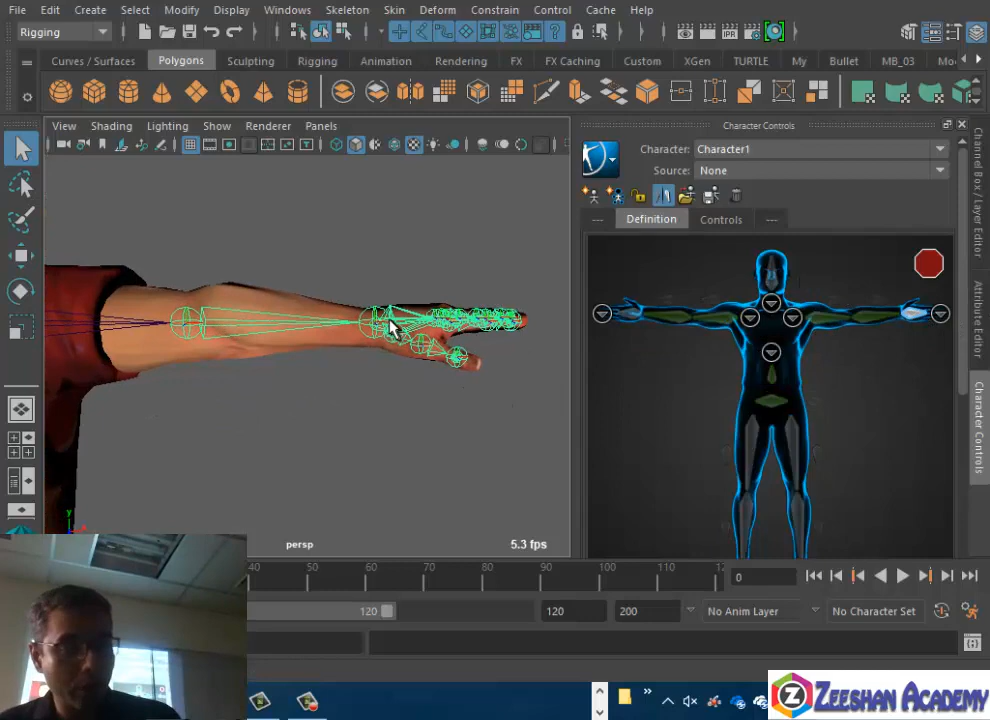 File Edit Create Select Modify Display Windows Skeleton Skin Deform Constrain Control Cache Help
Rigging
IPR
Curves / Surfaces Polygons Sculpting Rigging Animation Rendering FX FX Caching Custom XGen TURTLE My Bullet MB_03
View Shading Lighting Show Renderer Panels
Character Controls
Character: Character1
Source: None
--- Definition Controls ---
Channel Box / Layer Editor
Attribute Editor
Character Controls
y
persp
5.3 fps
40 50 60 70 80 90 100 110 12
0
120
120
200
No Anim Layer
No Character Set
ZEESHAN ACADEMY